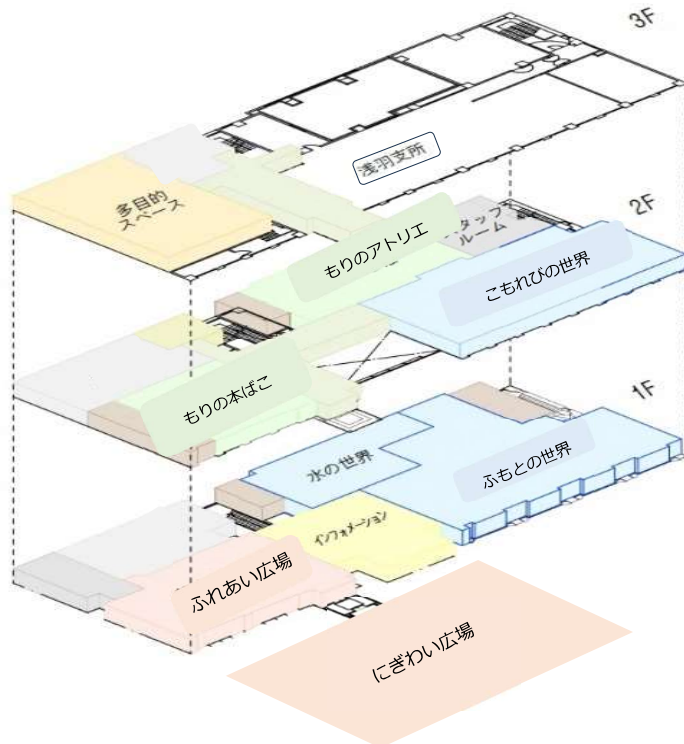 3F
浅羽支所
多目的
スペース
2F
タッフ
ルーム
もりのアトリエ
こもれびの世界
もりの本ばこ
1F
水の世界
ふもとの世界
インフォメーション
ふれあい広場
にぎわい広場